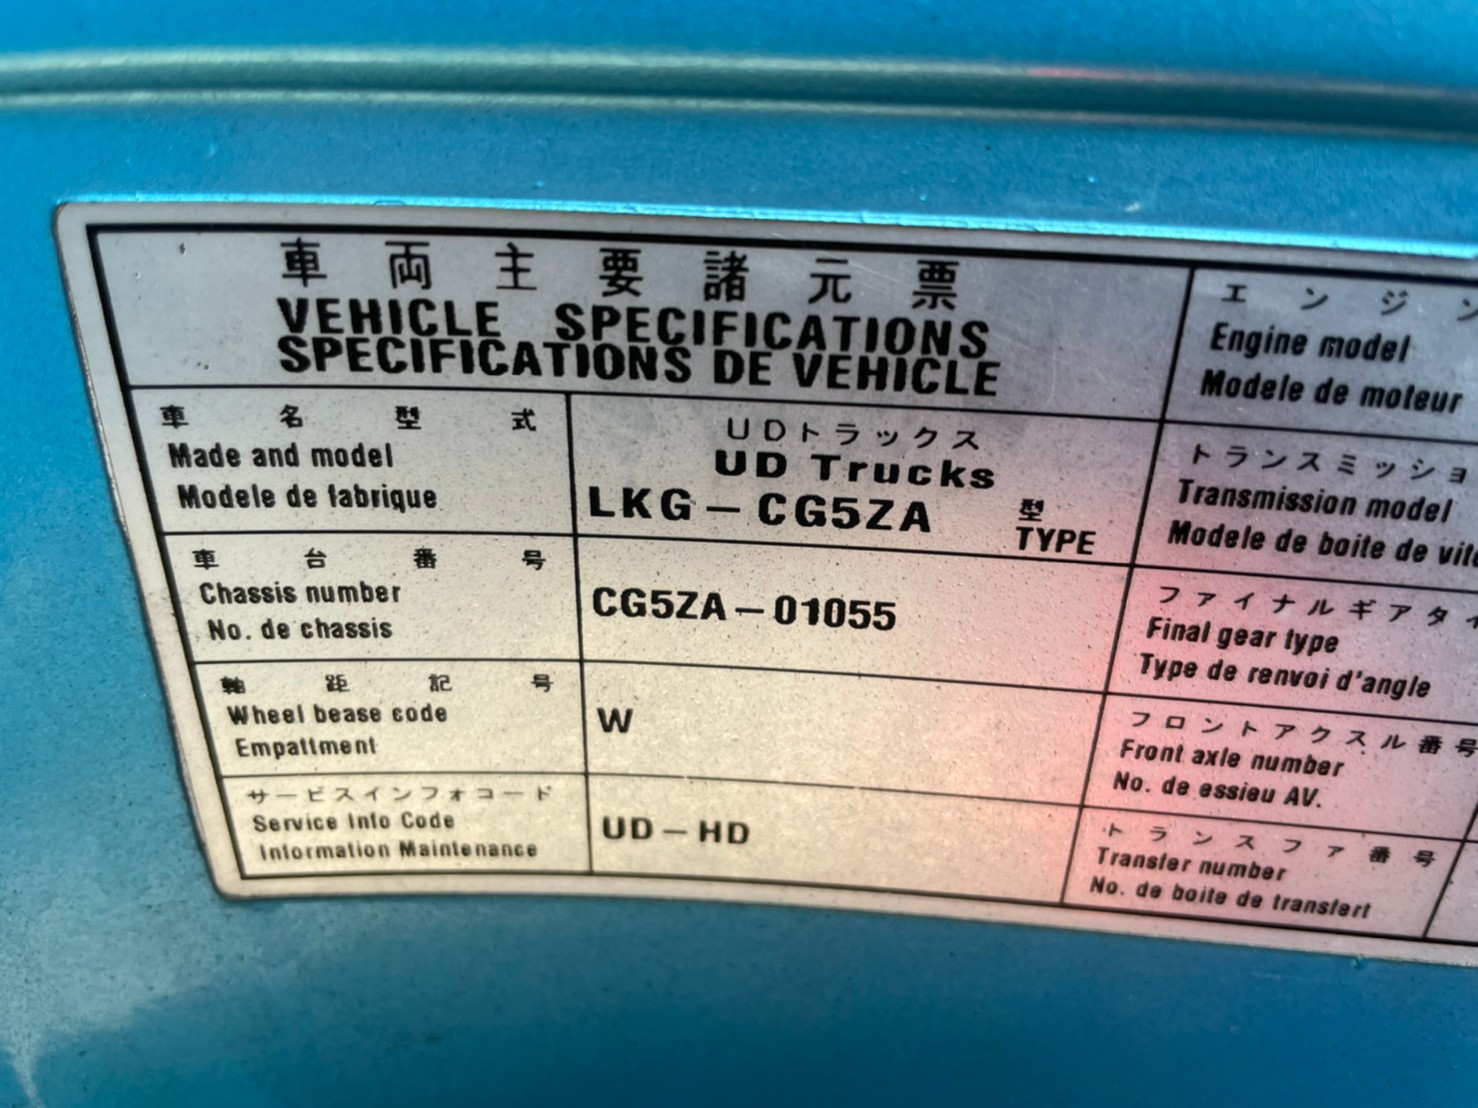 車両主要諸元票
VEHICLE SPECIFICATIONS
SPECIFICATIONS DE VEHICLE
車名型式
Made and model
Modele de fabrique
UDトラックス
UD Trucks
LKG-CG5ZA
型
TYPE
車台番号
Chassis number
No. de chassis
CG5ZA-01055
軸距記号
Wheel bease code
Empattment
W
サービスインフォコード
Service Info Code
Information Maintenance
UD-HD
エンジン
Engine model
Modele de moteur
トランスミッショ
Transmission model
Modele de boite de vile
ファイナルギアタイ
Final gear type
Type de renvoi d'angle
フロントアクスル番号
Front axle number
No. de essieu AV.
トランスファ番号
Transfer number
No. de boite de transfert